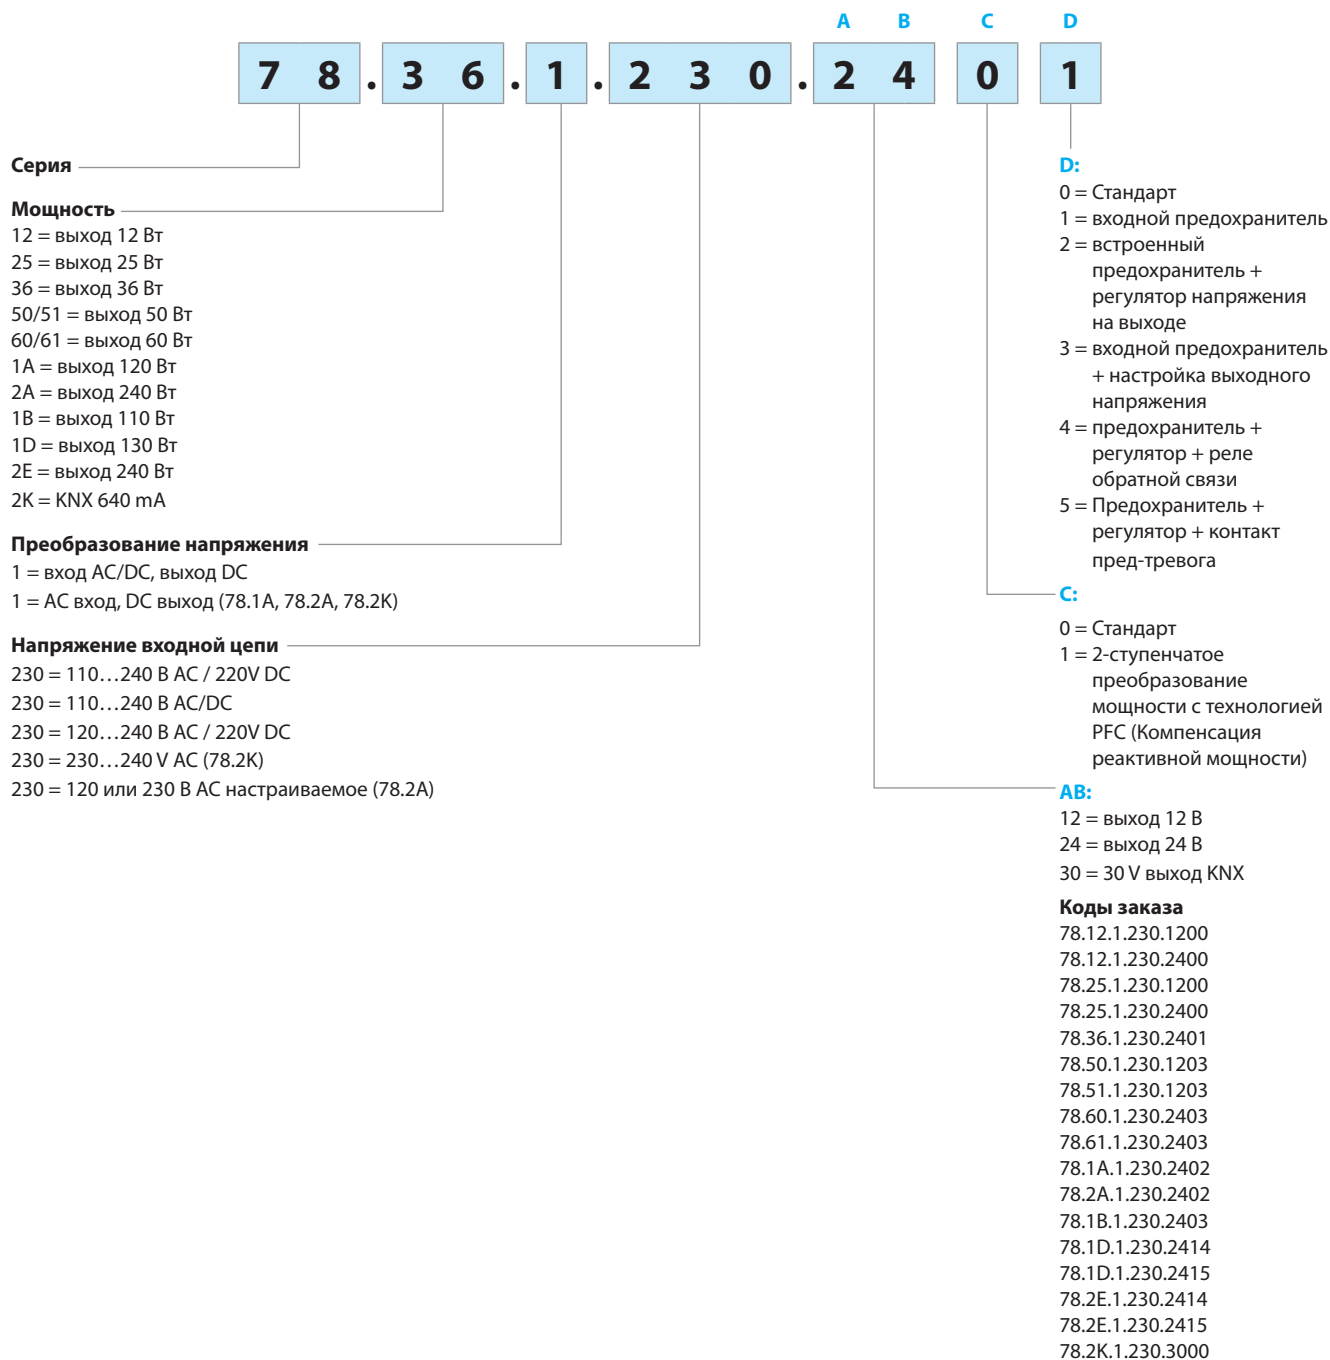 A B C D
78.36.1.230.24 0 1
Серия
Мощность
12 = выход 12 Вт
25 = выход 25 Вт
36 = выход 36 Вт
50/51 = выход 50 Вт
60/61 = выход 60 Вт
1A = выход 120 Вт
2A = выход 240 Вт
1B = выход 110 Вт
1D = выход 130 Вт
2E = выход 240 Вт
2K = KNX 640 mA
Преобразование напряжения
1 = вход AC/DC, выход DC
1 = AC вход, DC выход (78.1A, 78.2A, 78.2K)
Напряжение входной цепи
230 = 110…240 В AC / 220V DC
230 = 110…240 В AC/DC
230 = 120…240 В AC / 220V DC
230 = 230…240 V AC (78.2K)
230 = 120 или 230 В AC настраиваемое (78.2A)
D:
0 = Стандарт
1 = входной предохранитель
2 = встроенный
предохранитель +
регулятор напряжения
на выходе
3 = входной предохранитель
+ настройка выходного
напряжения
4 = предохранитель +
регулятор + реле
обратной связи
5 = Предохранитель +
регулятор + контакт
пред-тревога
C:
0 = Стандарт
1 = 2-ступенчатое
преобразование
мощности с технологией
PFC (Компенсация
реактивной мощности)
AB:
12 = выход 12 В
24 = выход 24 В
30 = 30 V выход KNX
Коды заказа
78.12.1.230.1200
78.12.1.230.2400
78.25.1.230.1200
78.25.1.230.2400
78.36.1.230.2401
78.50.1.230.1203
78.51.1.230.1203
78.60.1.230.2403
78.61.1.230.2403
78.1A.1.230.2402
78.2A.1.230.2402
78.1B.1.230.2403
78.1D.1.230.2414
78.1D.1.230.2415
78.2E.1.230.2414
78.2E.1.230.2415
78.2K.1.230.3000